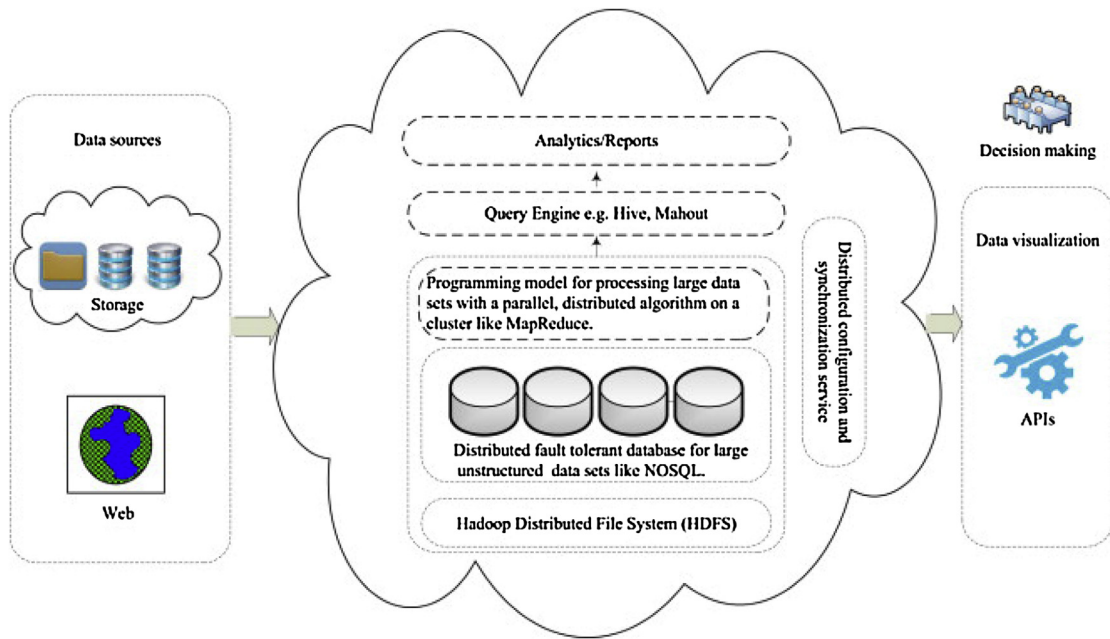 Data sources
Storage
Web
Analytics/Reports
Query Engine e.g. Hive, Mahout
Programming model for processing large data
sets with a parallel, distributed algorithm on a
cluster like MapReduce.
Distributed fault tolerant database for large
unstructured data sets like NOSQL.
Hadoop Distributed File System (HDFS)
Distributed configuration and
synchronization service
Decision making
Data visualization
APIs